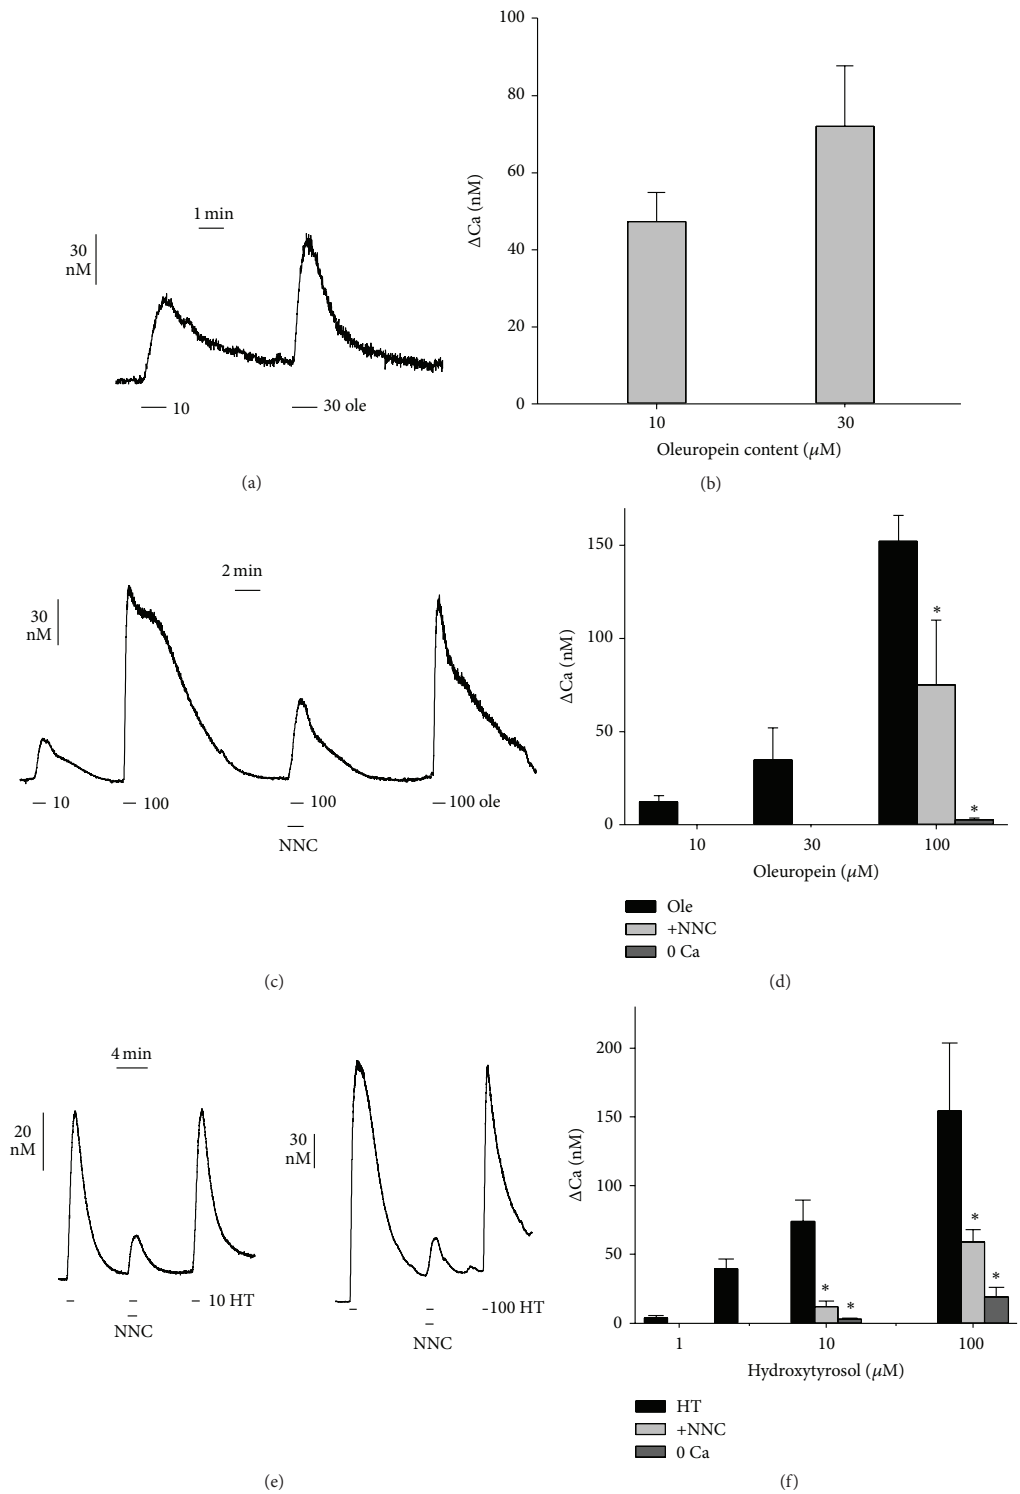 1 min
30
nM
10
30 ole
(a)
100
80
60
40
20
0
ΔCa (nM)
10
30
Oleuropein content (μM)
(b)
2 min
30
nM
10
100
100
100 ole
NNC
(c)
150
100
50
0
ΔCa (nM)
*
*
10
30
100
Oleuropein (μM)
Ole
+NNC
0 Ca
(d)
4 min
20
nM
10 HT
NNC
30
nM
100 HT
NNC
(e)
200
150
100
50
0
ΔCa (nM)
*
*
*
*
1
10
100
Hydroxytyrosol (μM)
HT
+NNC
0 Ca
(f)